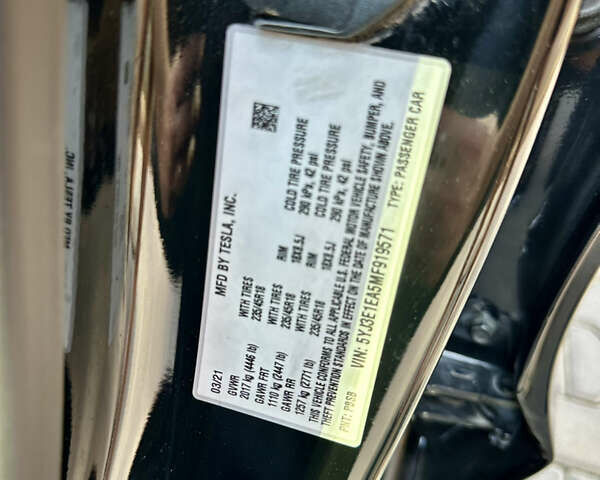 MFD BY TESLA, INC.
03/21
GVWR
2017 kg (4446 lb)
WITH TIRES
235/45R18
RIM
18X8.5J
COLD TIRE PRESSURE
290 kPa, 42 psi
GAWR FRT
1110 kg (2447 lb)
WITH TIRES
235/45R18
RIM
18X8.5J
COLD TIRE PRESSURE
290 kPa, 42 psi
GAWR RR
1257 kg (2771 lb)
WITH TIRES
235/45R18
THIS VEHICLE CONFORMS TO ALL APPLICABLE U.S. FEDERAL MOTOR VEHICLE SAFETY, BUMPER, AND
THEFT PREVENTION STANDARDS IN EFFECT ON THE DATE OF MANUFACTURE SHOWN ABOVE.
VIN: 5YJ3E1EA5MF919571 TYPE: PASSENGER CAR
PNT: PBSB
MFD BY TESLA, INC